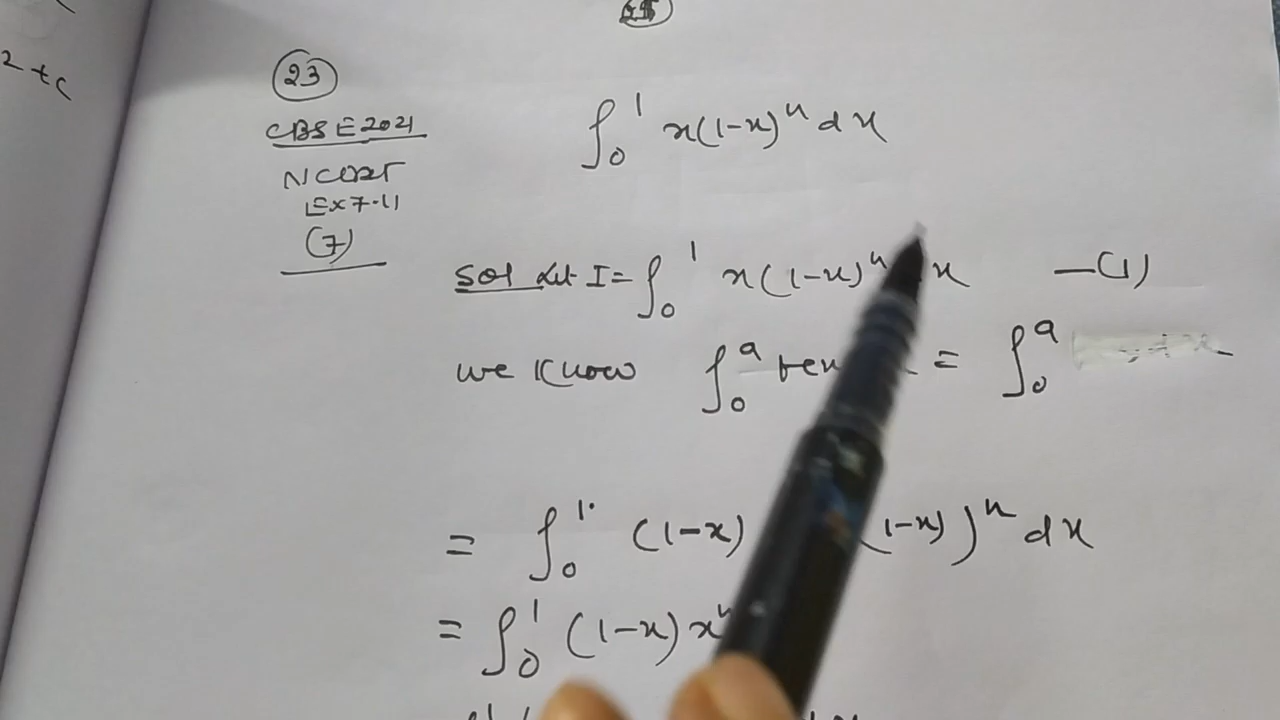 2 + c
23
CBSE 2021
NCERT
Ex 7.11
(7)
∫₀¹ x(1-x)ⁿ dx
Sol Let I = ∫₀¹ x(1-x)ⁿ x —(1)
we know ∫₀ᵃ = ∫₀ᵃ
= ∫₀¹ (1-x) (1-x))ⁿ dx
= ∫₀¹ (1-x) xⁿ